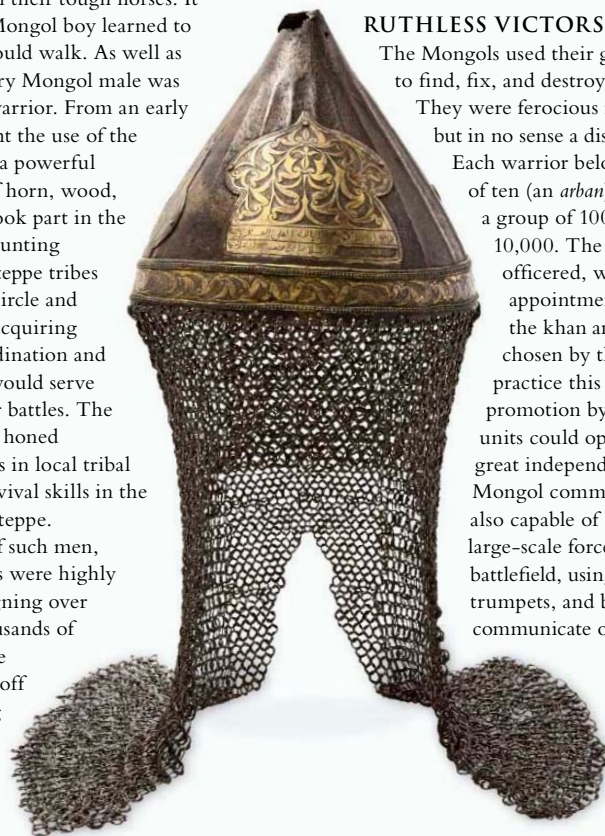 their tough horses. It
Mongol boy learned to
ould walk. As well as
ry Mongol male was
arrior. From an early
nt the use of the
a powerful
f horn, wood,
ook part in the
unting
teppe tribes
ircle and
cquiring
dination and
would serve
r battles. The
honed
s in local tribal
vival skills in the
teppe.
f such men,
s were highly
gning over
usands of
e
off
RUTHLESS VICTORS
The Mongols used their g
to find, fix, and destroy
They were ferocious
but in no sense a dis
Each warrior belo
of ten (an arban
a group of 100
10,000. The
officered, w
appointme
the khan an
chosen by th
practice this
promotion by
units could op
great independ
Mongol comm
also capable of
large-scale force
battlefield, using
trumpets, and b
communicate o